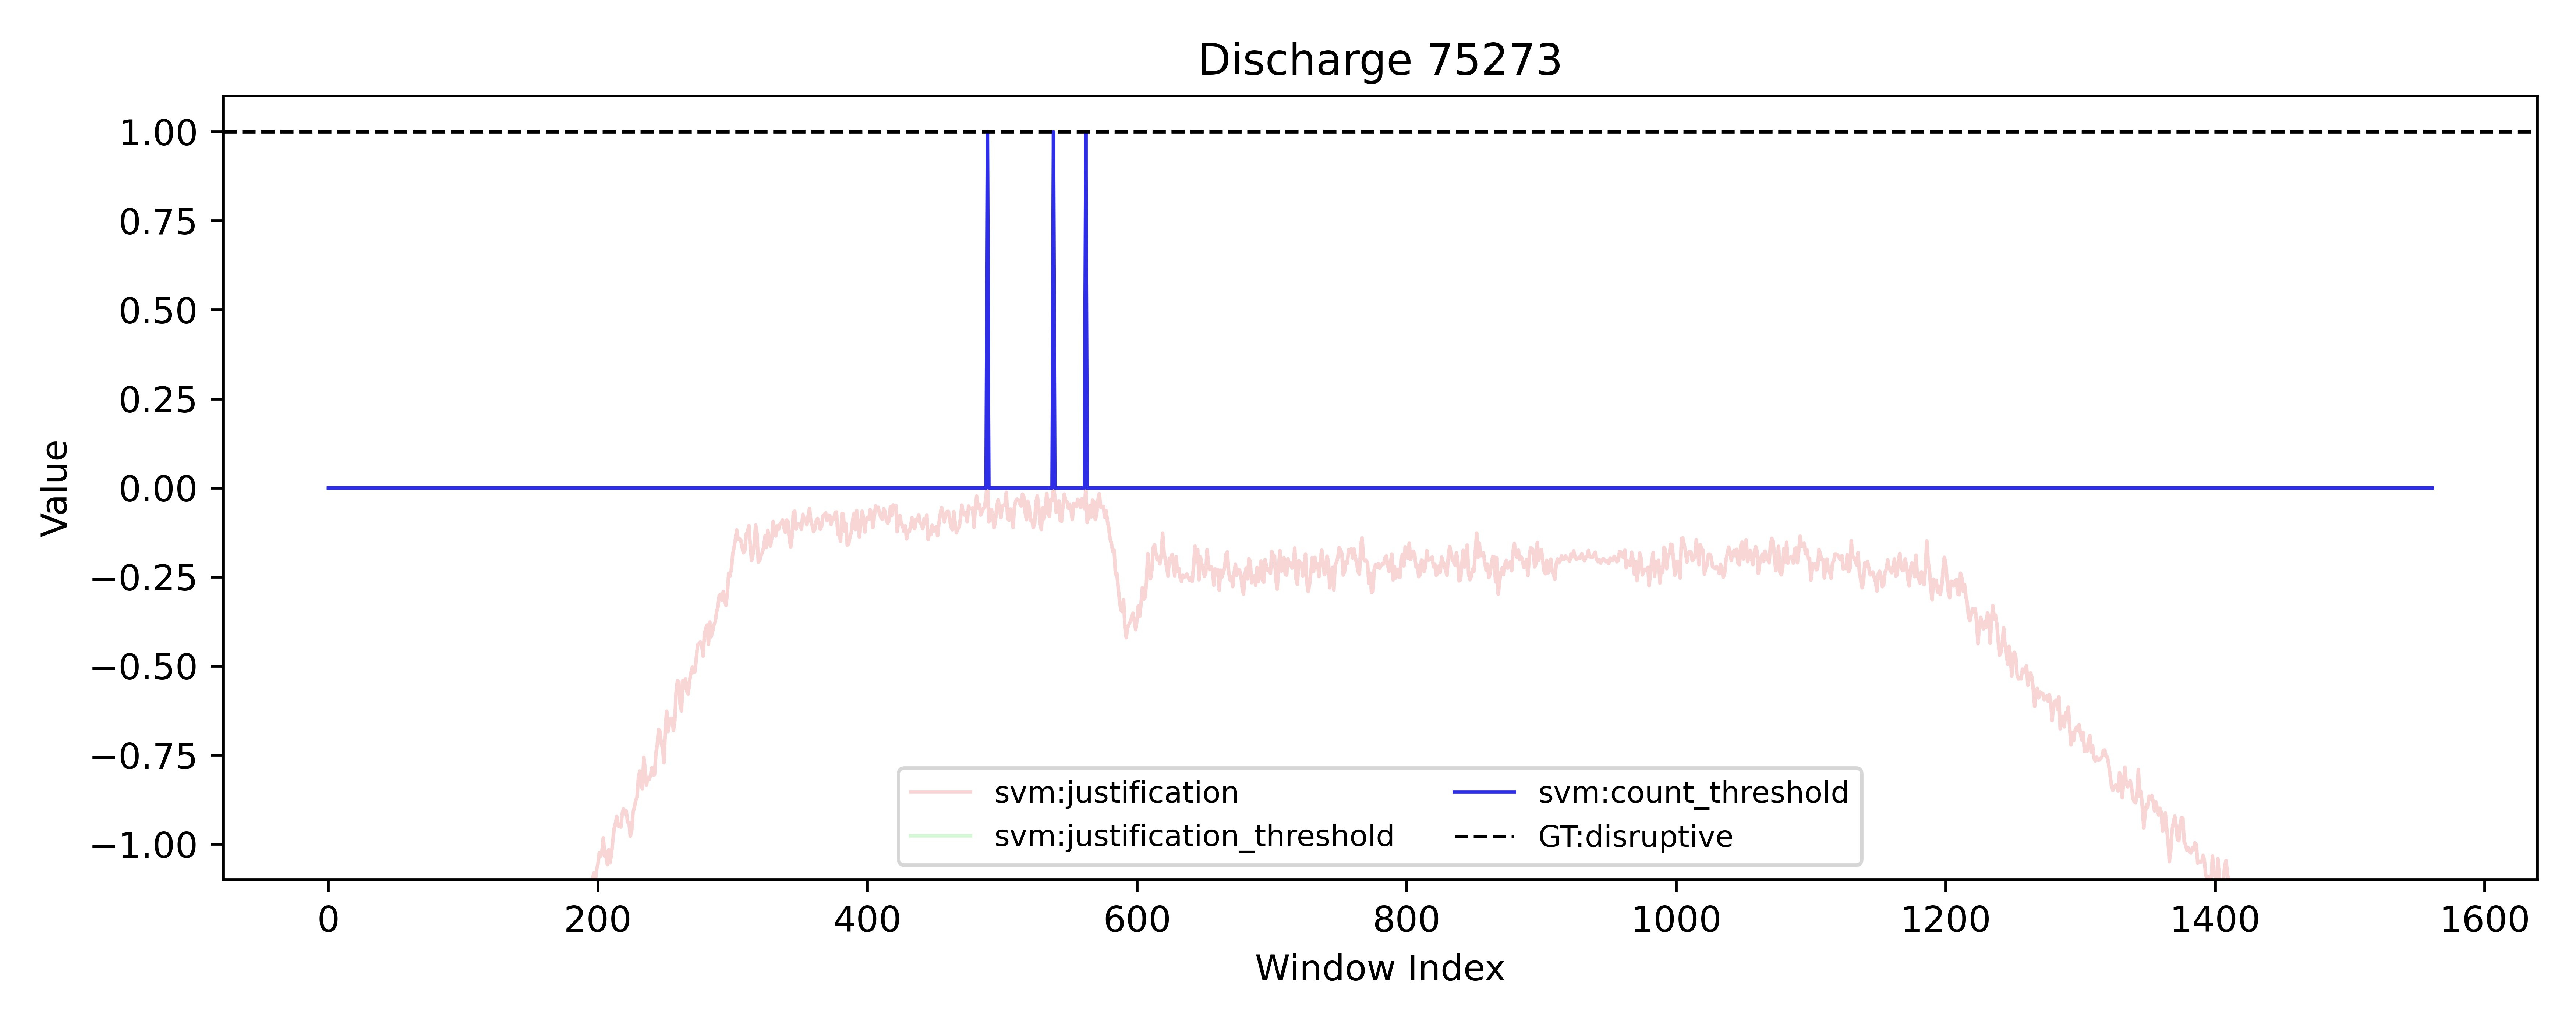 Discharge 75273
1.00
0.75
0.50
0.25
0.00
−0.25
−0.50
−0.75
−1.00
Value
svm:justification
svm:justification_threshold
svm:count_threshold
GT:disruptive
0 200 400 600 800 1000 1200 1400 1600
Window Index